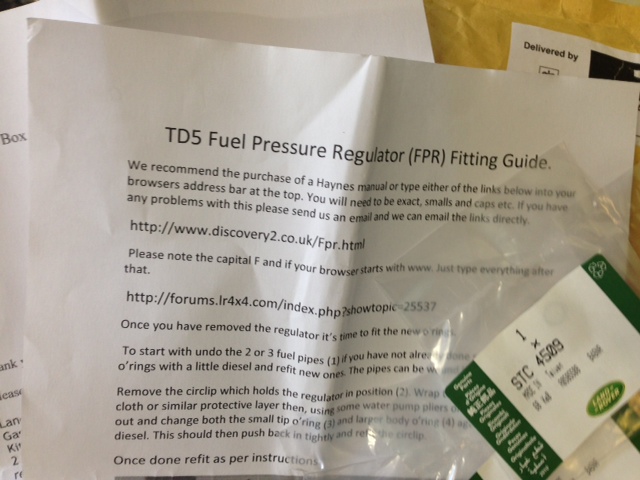 Delivered by
Box
TD5 Fuel Pressure Regulator (FPR) Fitting Guide.
We recommend the purchase of a Haynes manual or type either of the links below into your
browsers address bar at the top. You will need to be exact, smalls and caps etc. If you have
any problems with this please send us an email and we can email the links directly.
http://www.discovery2.co.uk/Fpr.html
Please note the capital F and if your browser starts with www. Just type everything after
that.
http://forums.lr4x4.com/index.php?showtopic=25537
Once you have removed the regulator it's time to fit the new o'rings.
To start with undo the 2 or 3 fuel pipes (1) if you have not already done
o'rings with a little diesel and refit new ones. The pipes can be
Remove the circlip which holds the regulator in position (2). Wrap
cloth or similar protective layer then, using some water pump pliers
out and change both the small tip o'ring (3) and larger body o'ring (4)
diesel. This should then push back in tightly and refit the circlip.
Once done refit as per instructions
1 x
STC 4509
MADE IN
Genuine
Parts
LAND
ROVER